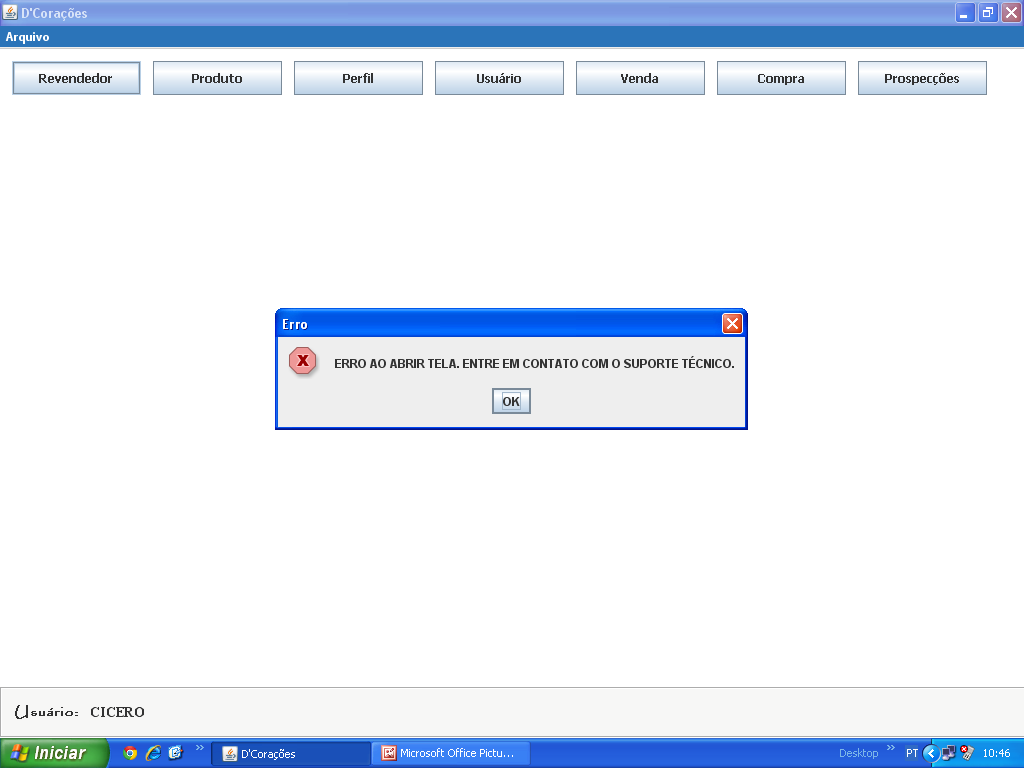 D'Corações
Arquivo
Revendedor Produto Perfil Usuário Venda Compra Prospecções
Erro
ERRO AO ABRIR TELA. ENTRE EM CONTATO COM O SUPORTE TÉCNICO.
OK
Usuário: CICERO
Iniciar D'Corações Microsoft Office Pictu... Desktop PT 10:46